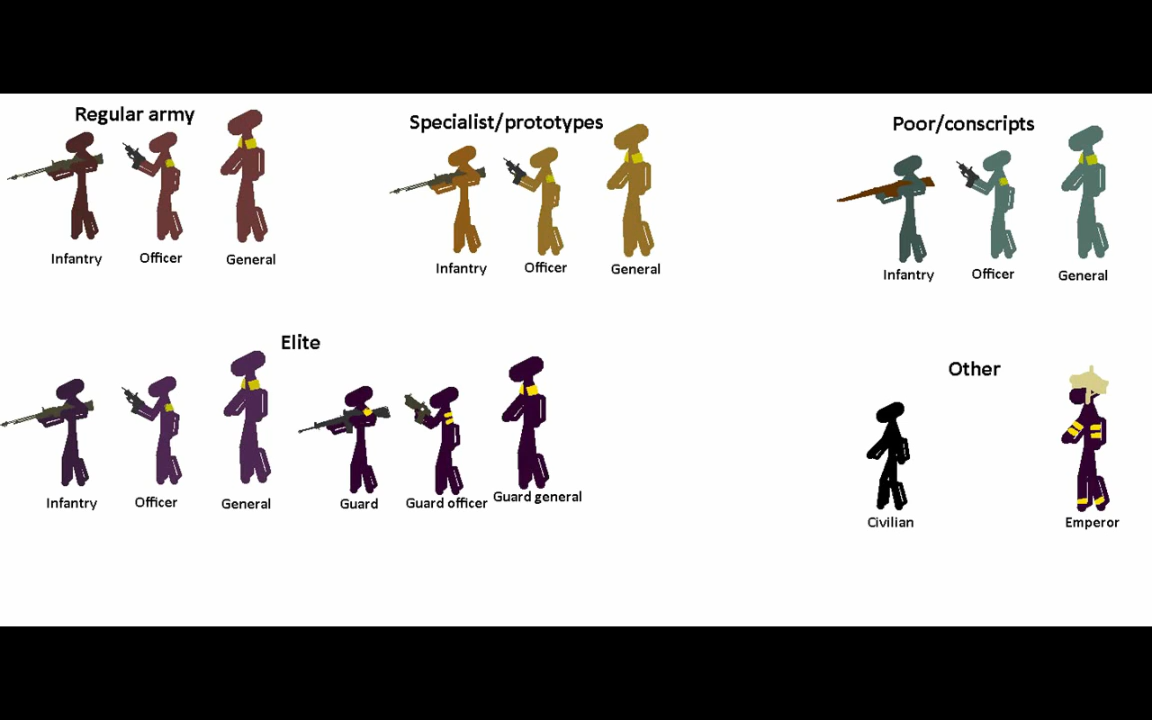 Regular army
Infantry
Officer
General
Specialist/prototypes
Infantry
Officer
General
Poor/conscripts
Infantry
Officer
General
Elite
Infantry
Officer
General
Guard
Guard officer
Guard general
Other
Civilian
Emperor